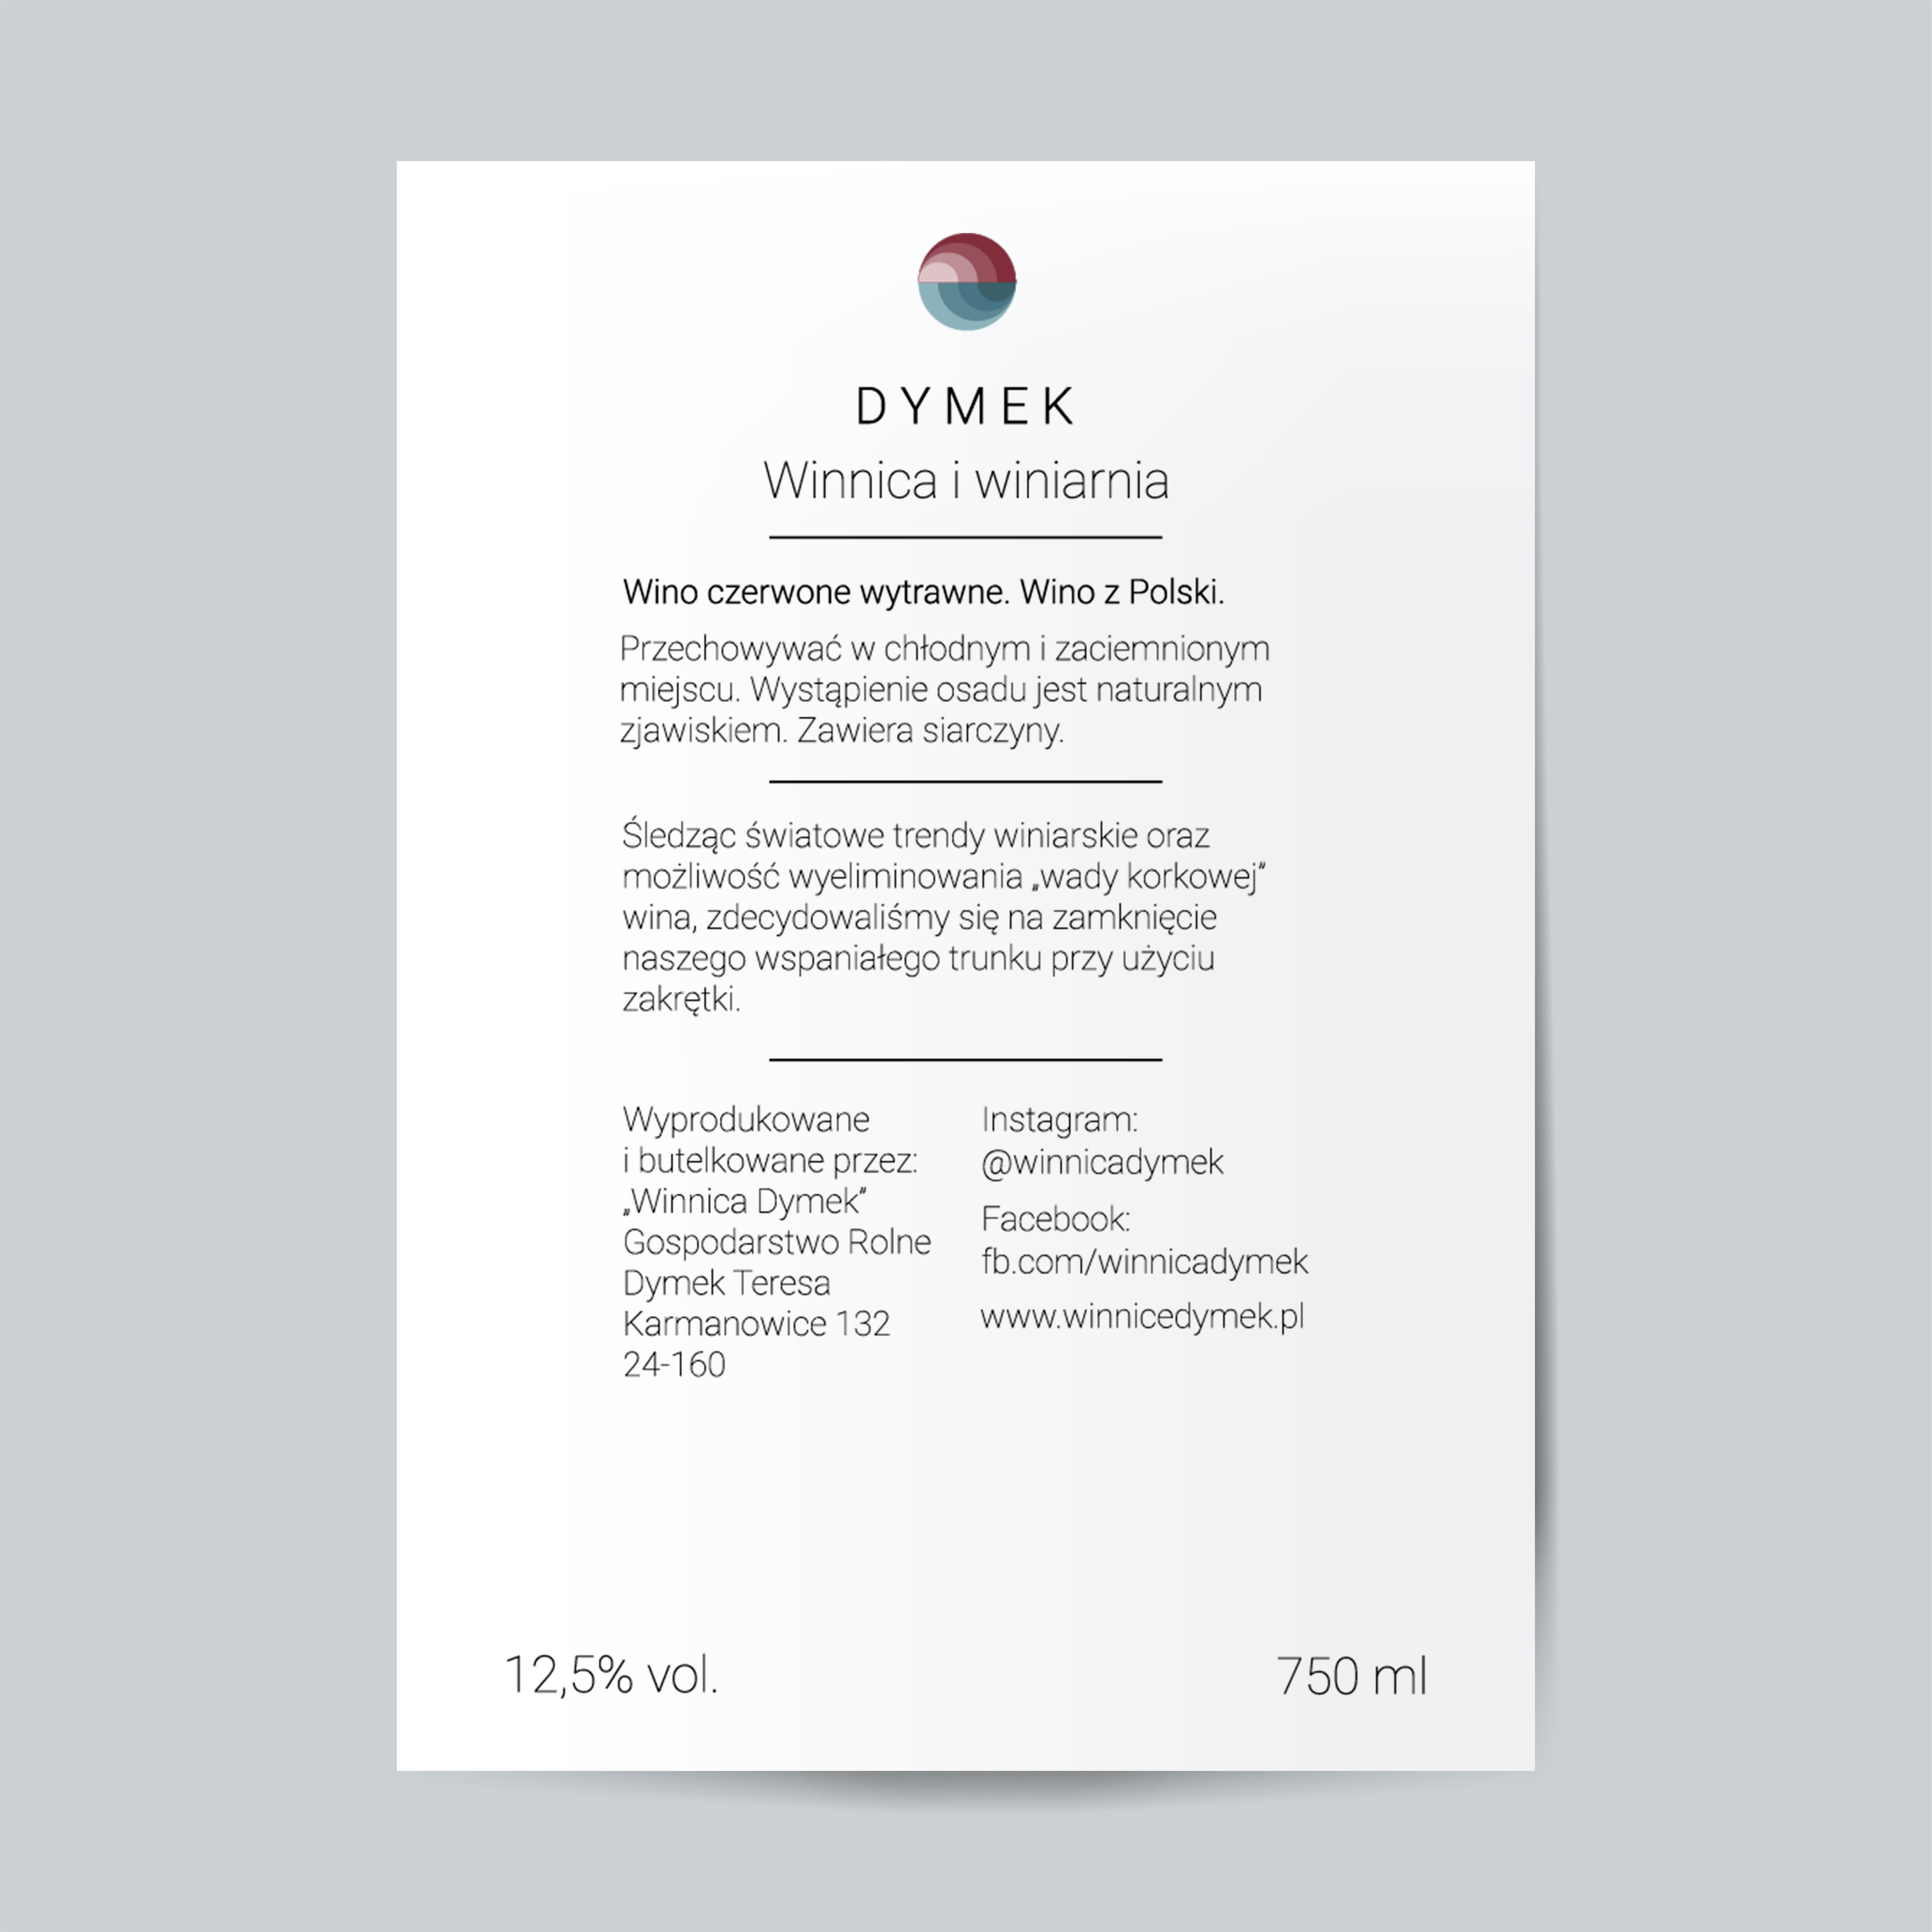 DYMEK
Winnica i winiarnia
Wino czerwone wytrawne. Wino z Polski.
Przechowywać w chłodnym i zaciemnionym
miejscu. Wystąpienie osadu jest naturalnym
zjawiskiem. Zawiera siarczyny.
Śledząc światowe trendy winiarskie oraz
możliwość wyeliminowania „wady korkowej”
wina, zdecydowaliśmy się na zamknięcie
naszego wspaniałego trunku przy użyciu
zakrętki.
Wyprodukowane
i butelkowane przez:
„Winnica Dymek”
Gospodarstwo Rolne
Dymek Teresa
Karmanowice 132
24-160
Instagram:
@winnicadymek
Facebook:
fb.com/winnicadymek
www.winnicedymek.pl
12,5% vol.
750 ml